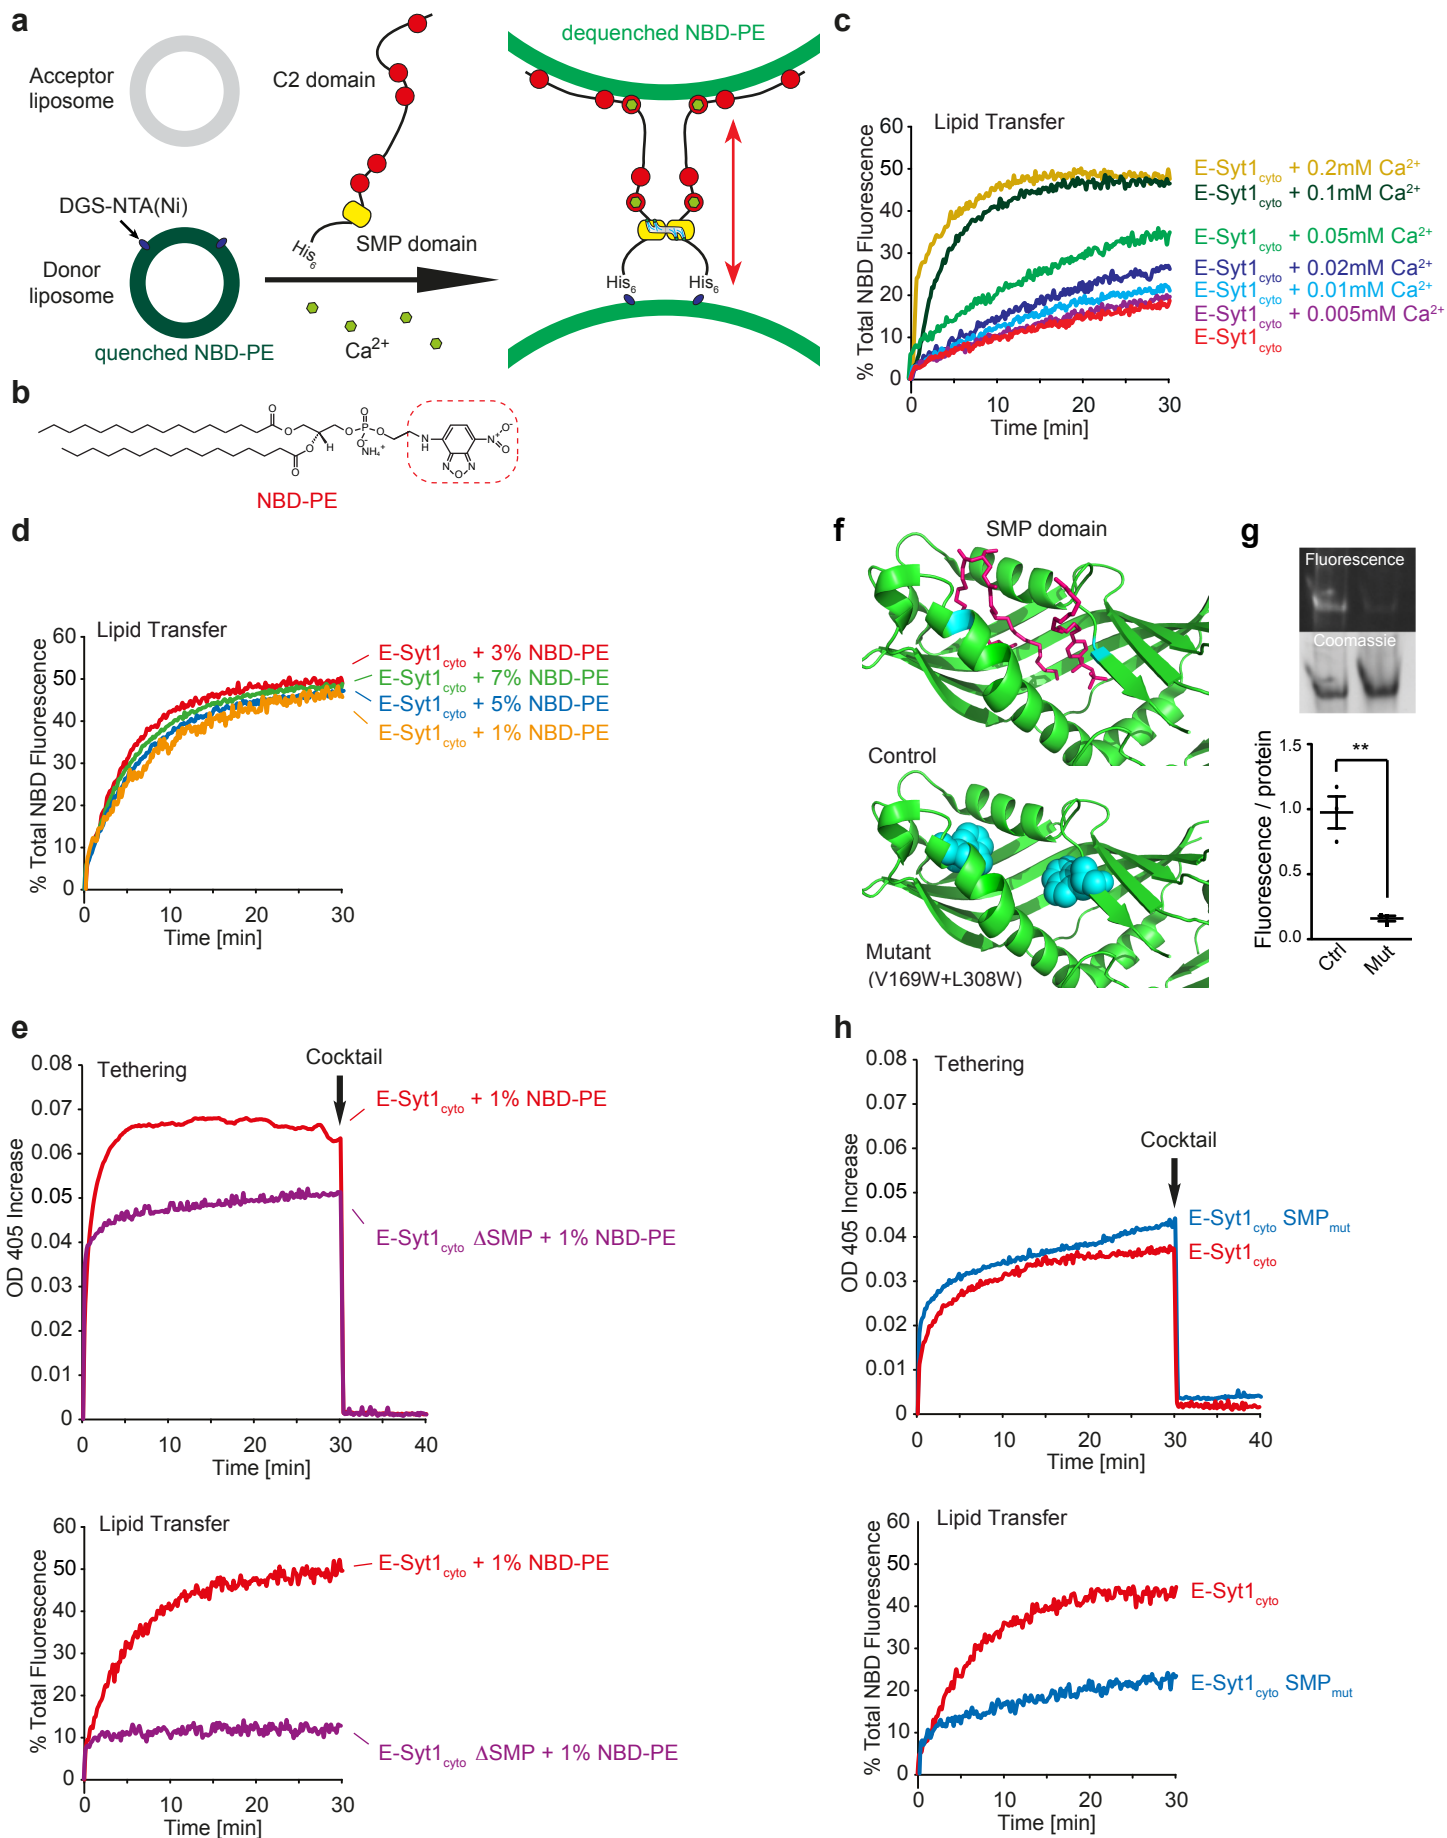 a
Acceptor
liposome
C2 domain
dequenched NBD-PE
DGS-NTA(Ni)
His6
SMP domain
Donor
liposome
His6
His6
Ca2+
quenched NBD-PE
b
O
O
O
O
P
O
O-
NH4+
H
O
O
N
H
N
O
N
N+
O-
O
NBD-PE
c
Lipid Transfer
% Total NBD Fluorescence
60
50
40
30
20
10
0
0
10
20
30
Time [min]
E-Syt1cyto + 0.2mM Ca2+
E-Syt1cyto + 0.1mM Ca2+
E-Syt1cyto + 0.05mM Ca2+
E-Syt1cyto + 0.02mM Ca2+
E-Syt1cyto + 0.01mM Ca2+
E-Syt1cyto + 0.005mM Ca2+
E-Syt1cyto
d
Lipid Transfer
% Total NBD Fluorescence
60
50
40
30
20
10
0
0
10
20
30
Time [min]
E-Syt1cyto + 3% NBD-PE
E-Syt1cyto + 7% NBD-PE
E-Syt1cyto + 5% NBD-PE
E-Syt1cyto + 1% NBD-PE
f
SMP domain
Control
Mutant
(V169W+L308W)
g
Fluorescence
Coomassie
Fluorescence / protein
1.5
1.0
0.5
0.0
**
Ctrl
Mut
e
Tethering
Cocktail
OD 405 Increase
0.08
0.07
0.06
0.05
0.04
0.03
0.02
0.01
0
0
10
20
30
40
Time [min]
E-Syt1cyto + 1% NBD-PE
E-Syt1cyto ΔSMP + 1% NBD-PE
Lipid Transfer
% Total Fluorescence
60
50
40
30
20
10
0
0
10
20
30
Time [min]
E-Syt1cyto + 1% NBD-PE
E-Syt1cyto ΔSMP + 1% NBD-PE
h
Tethering
Cocktail
OD 405 Increase
0.08
0.07
0.06
0.05
0.04
0.03
0.02
0.01
0
0
10
20
30
40
Time [min]
E-Syt1cyto SMPmut
E-Syt1cyto
Lipid Transfer
% Total NBD Fluorescence
60
50
40
30
20
10
0
0
10
20
30
Time [min]
E-Syt1cyto
E-Syt1cyto SMPmut